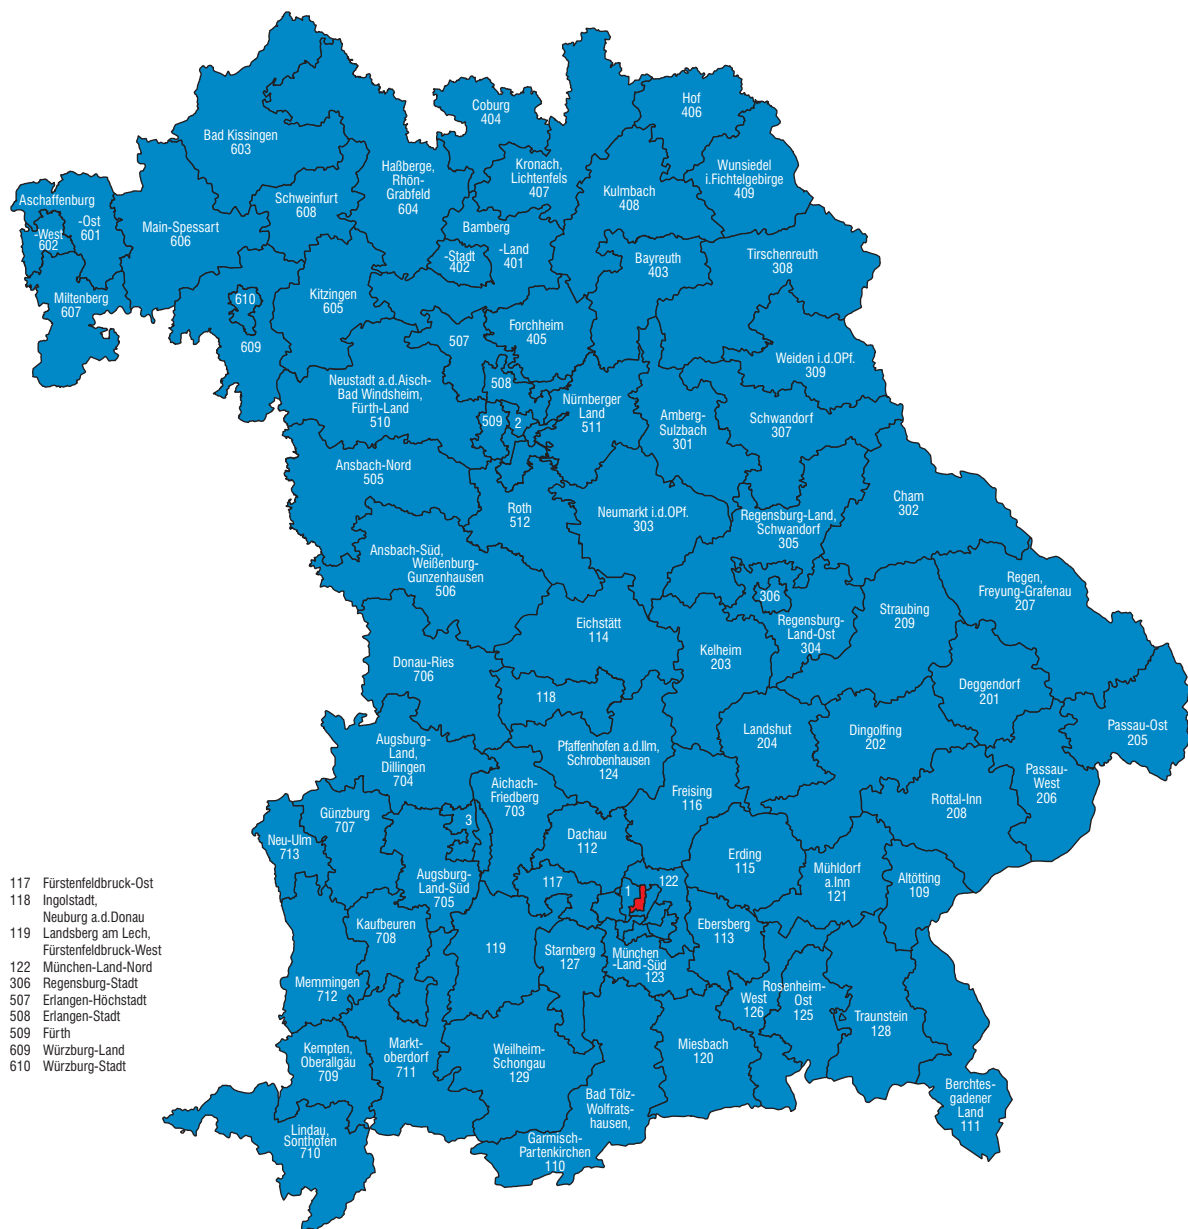 Coburg
404
Hof
406
Bad Kissingen
603
Haßberge,
Rhön-
Grabfeld
604
Kronach,
Lichtenfels
407
Kulmbach
408
Wunsiedel
i.Fichtelgebirge
409
Aschaffenburg
-Ost
601
-West
602
Main-Spessart
606
Schweinfurt
608
Bamberg
-Stadt
402
-Land
401
Bayreuth
403
Tirschenreuth
308
Miltenberg
607
610
609
Kitzingen
605
507
Forchheim
405
508
Weiden i.d.OPf.
309
Neustadt a.d.Aisch-
Bad Windsheim,
Fürth-Land
510
509
2
Nürnberger
Land
511
Amberg-
Sulzbach
301
Schwandorf
307
Ansbach-Nord
505
Roth
512
Neumarkt i.d.OPf.
303
Regensburg-Land,
Schwandorf
305
Cham
302
Ansbach-Süd,
Weißenburg-
Gunzenhausen
506
Eichstätt
114
306
Regensburg-
Land-Ost
304
Straubing
209
Regen,
Freyung-Grafenau
207
Donau-Ries
706
Kelheim
203
118
Deggendorf
201
Passau-Ost
205
Augsburg-
Land,
Dillingen
704
Pfaffenhofen a.d.Ilm,
Schrobenhausen
124
Landshut
204
Dingolfing
202
Passau-
West
206
Aichach-
Friedberg
703
Freising
116
Rottal-Inn
208
Günzburg
707
3
Neu-Ulm
713
Dachau
112
Erding
115
Mühldorf
a.Inn
121
Altötting
109
Augsburg-
Land-Süd
705
117
1
122
Kaufbeuren
708
119
Starnberg
127
München
-Land-Süd
123
Ebersberg
113
Memmingen
712
West
126
Rosenheim-
Ost
125
Traunstein
128
Kempten,
Oberallgäu
709
Markt-
oberdorf
711
Weilheim-
Schongau
129
Miesbach
120
Bad Tölz-
Wolfrats-
hausen,
Garmisch-
Partenkirchen
110
Berchtes-
gadener
Land
111
Lindau,
Sonthofen
710
117 Fürstenfeldbruck-Ost
118 Ingolstadt,
Neuburg a.d.Donau
119 Landsberg am Lech,
Fürstenfeldbruck-West
122 München-Land-Nord
306 Regensburg-Stadt
507 Erlangen-Höchstadt
508 Erlangen-Stadt
509 Fürth
609 Würzburg-Land
610 Würzburg-Stadt